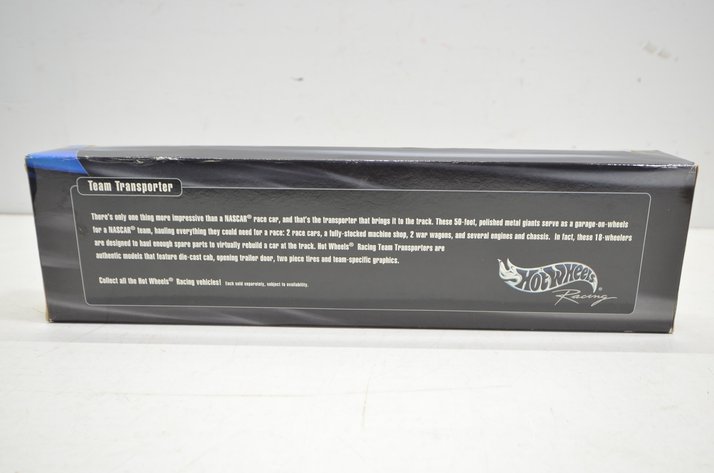 Team Transporter
There's only one thing more impressive than a NASCAR® race car, and that's the transporter that brings it to the track. These 50-foot, polished metal giants serve as a garage-on-wheels
for a NASCAR® team, hauling everything they could need for a race: 2 race cars, a fully-stocked machine shop, 2 war wagons, and several engines and chassis. In fact, these 18-wheelers
are designed to haul enough spare parts to virtually rebuild a car at the track. Hot Wheels® Racing Team Transporters are
authentic models that feature die-cast cab, opening trailer door, two piece tires and team-specific graphics.
Collect all the Hot Wheels® Racing vehicles! Each sold separately, subject to availability.
Hot Wheels®
Racing